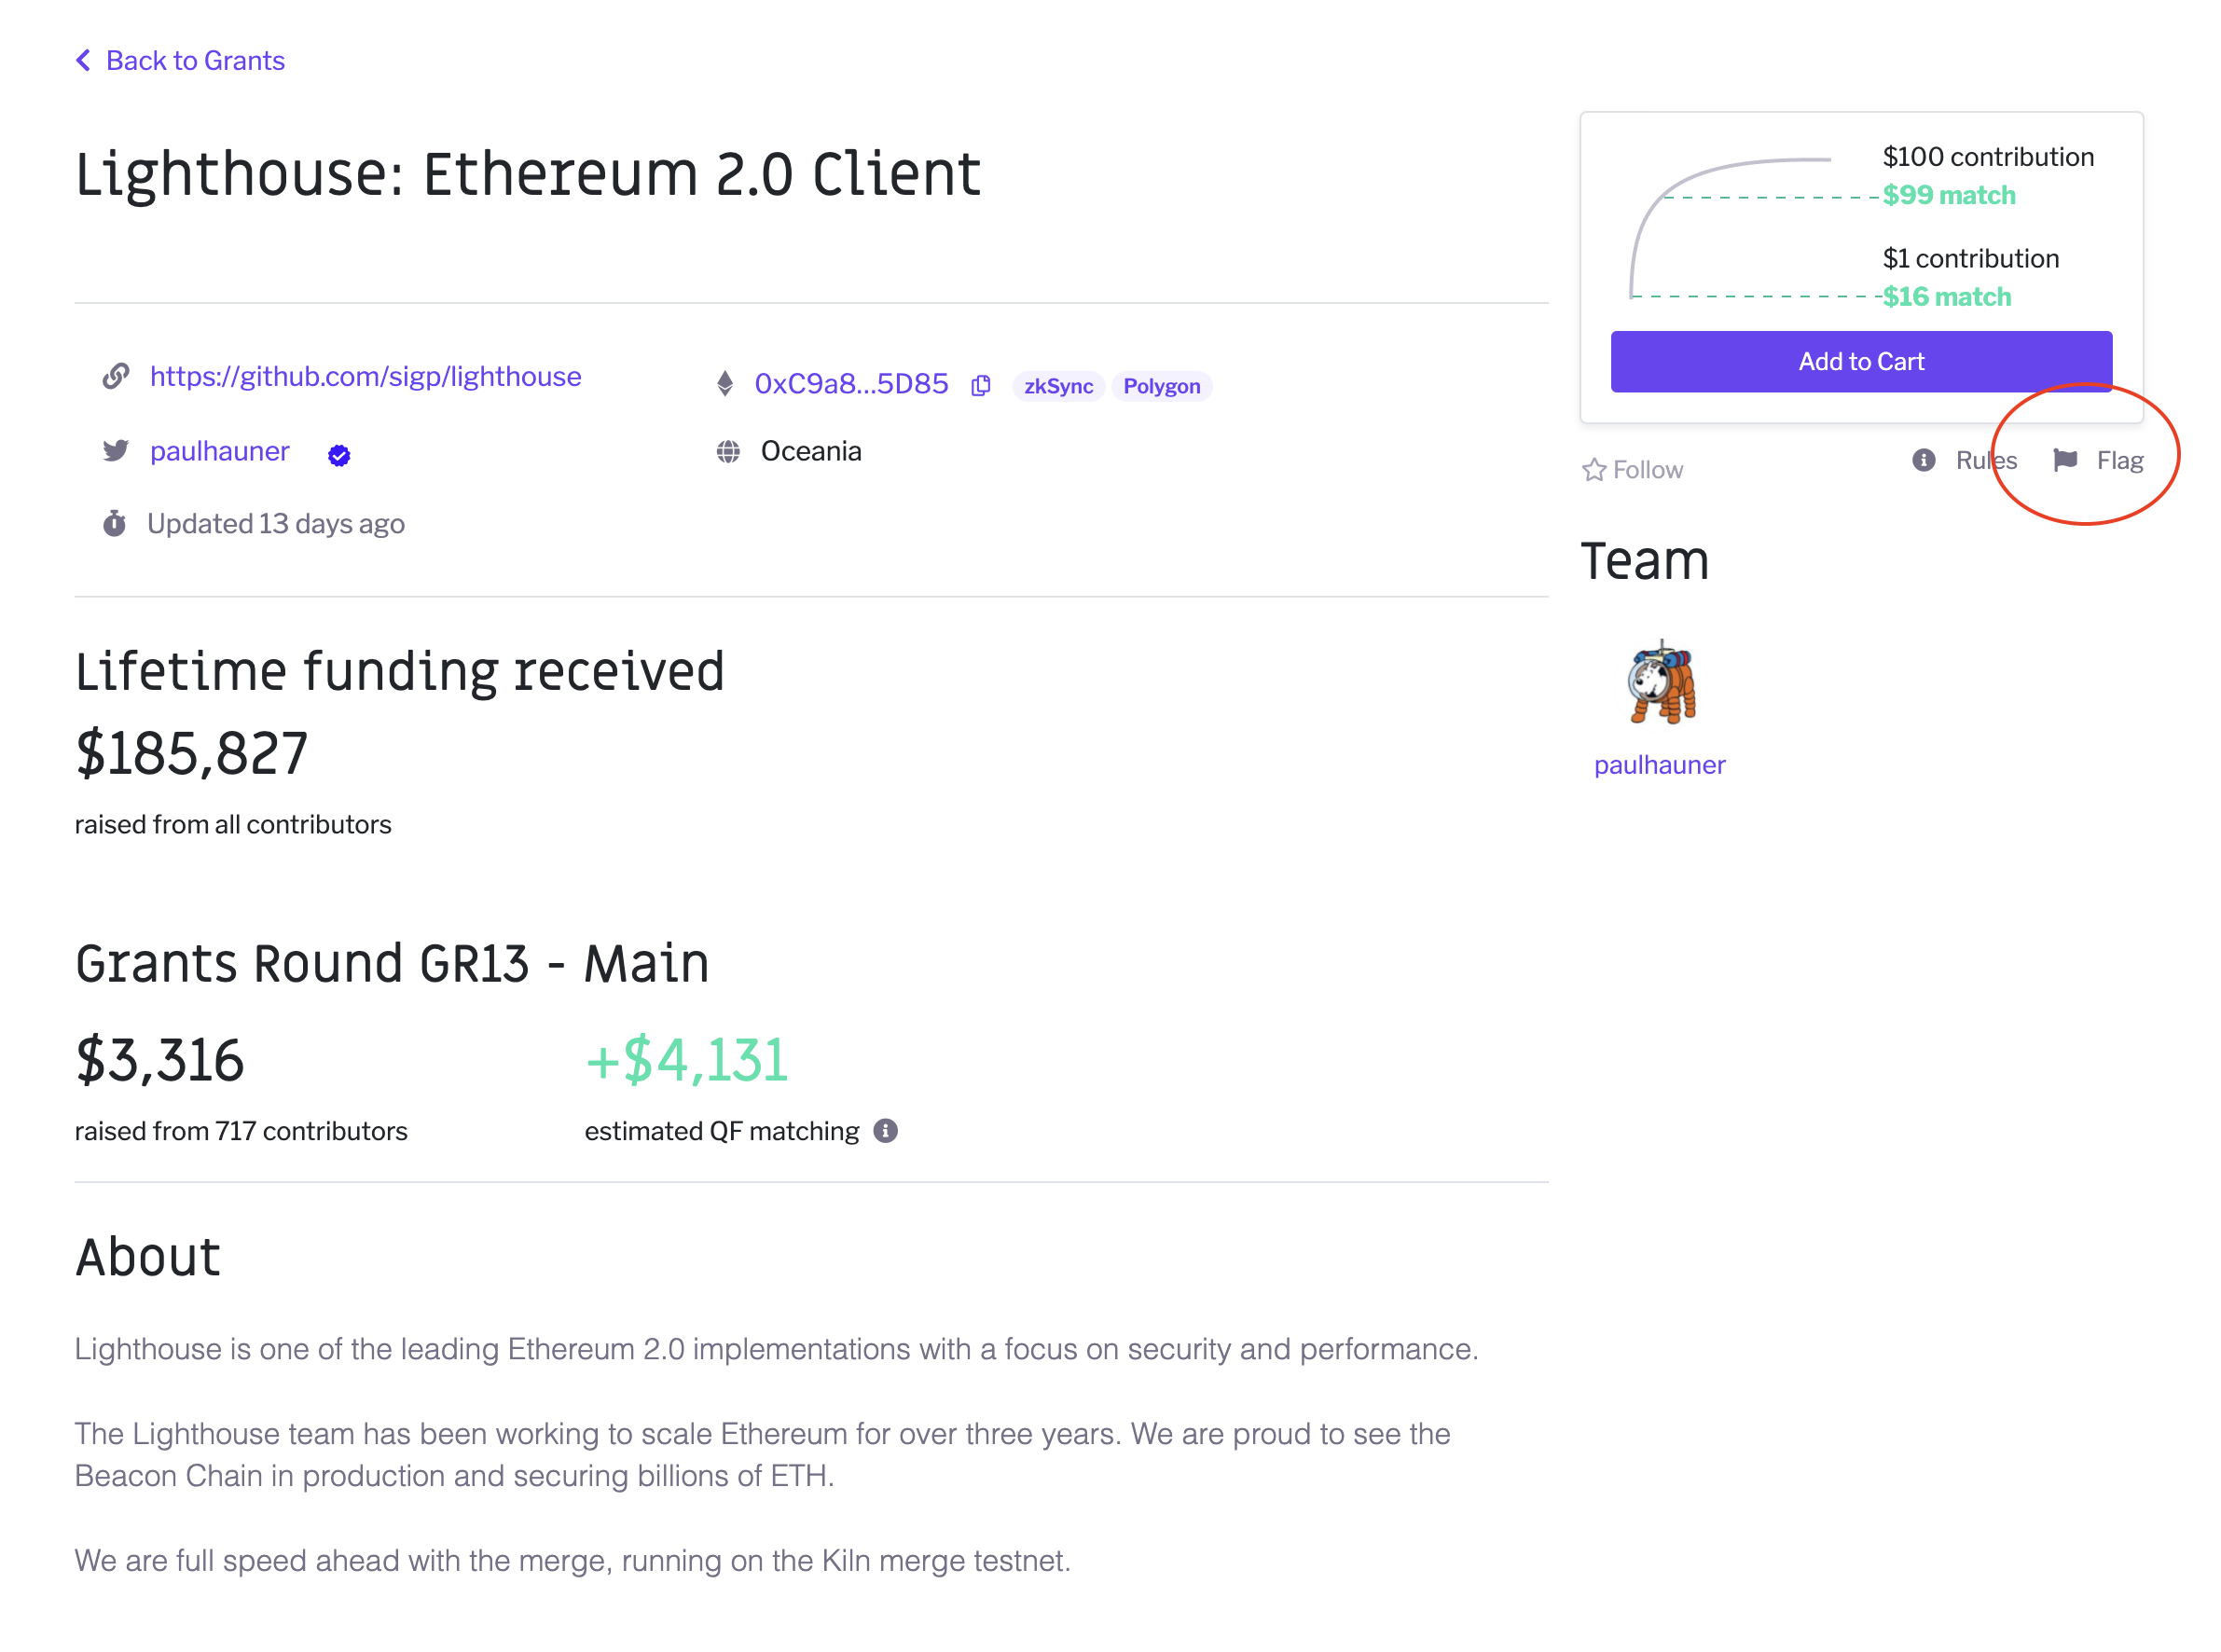 Back to Grants
Lighthouse: Ethereum 2.0 Client
https://github.com/sigp/lighthouse
0xC9a8...5D85 zkSync Polygon
paulhauner
Oceania
Updated 13 days ago
Lifetime funding received
$185,827
raised from all contributors
Grants Round GR13 - Main
$3,316
raised from 717 contributors
+$4,131
estimated QF matching
About
Lighthouse is one of the leading Ethereum 2.0 implementations with a focus on security and performance.
The Lighthouse team has been working to scale Ethereum for over three years. We are proud to see the
Beacon Chain in production and securing billions of ETH.
We are full speed ahead with the merge, running on the Kiln merge testnet.
$100 contribution
$99 match
$1 contribution
$16 match
Add to Cart
Follow
Rules
Flag
Team
paulhauner